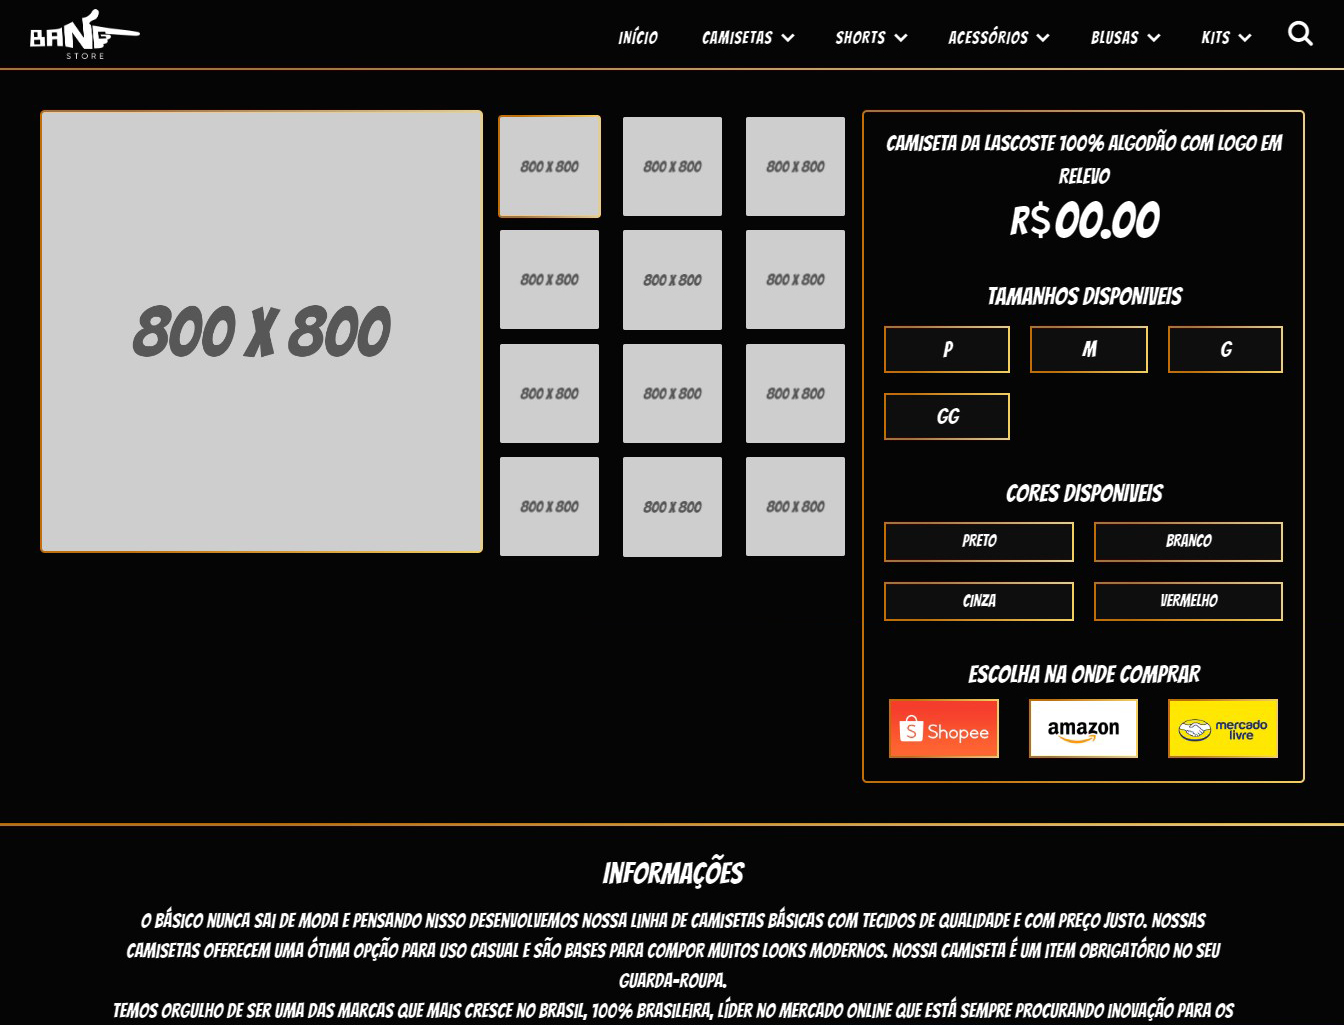 BANG
STORE
INÍCIO CAMISETAS SHORTS ACESSÓRIOS BLUSAS KITS
800 X 800
800 X 800 800 X 800 800 X 800
800 X 800 800 X 800 800 X 800
800 X 800 800 X 800 800 X 800
800 X 800 800 X 800 800 X 800
CAMISETA DA LASCOSTE 100% ALGODÃO COM LOGO EM
RELEVO
R$00.00
TAMANHOS DISPONIVEIS
P M G
GG
CORES DISPONIVEIS
PRETO BRANCO
CINZA VERMELHO
ESCOLHA NA ONDE COMPRAR
S Shopee
amazon
mercado
livre
INFORMAÇÕES
O BÁSICO NUNCA SAI DE MODA E PENSANDO NISSO DESENVOLVEMOS NOSSA LINHA DE CAMISETAS BÁSICAS COM TECIDOS DE QUALIDADE E COM PREÇO JUSTO. NOSSAS
CAMISETAS OFERECEM UMA ÓTIMA OPÇÃO PARA USO CASUAL E SÃO BASES PARA COMPOR MUITOS LOOKS MODERNOS. NOSSA CAMISETA É UM ITEM OBRIGATÓRIO NO SEU
GUARDA-ROUPA.
TEMOS ORGULHO DE SER UMA DAS MARCAS QUE MAIS CRESCE NO BRASIL, 100% BRASILEIRA, LÍDER NO MERCADO ONLINE QUE ESTÁ SEMPRE PROCURANDO INOVAÇÃO PARA OS